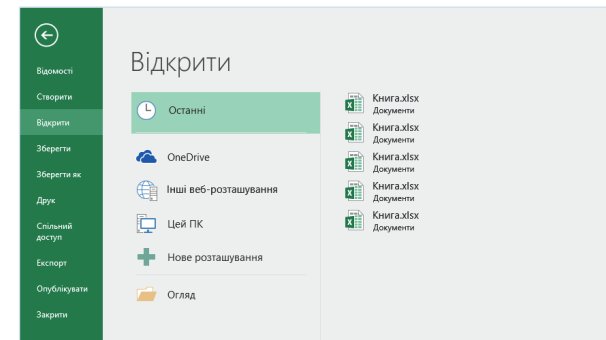 Відомості
Створити
Відкрити
Зберегти
Зберегти як
Друк
Спільний
доступ
Експорт
Опублікувати
Закрити
Відкрити
Останні
OneDrive
Інші веб-розташування
Цей ПК
Нове розташування
Огляд
Книга.xlsx
Документи
Книга.xlsx
Документи
Книга.xlsx
Документи
Книга.xlsx
Документи
Книга.xlsx
Документи